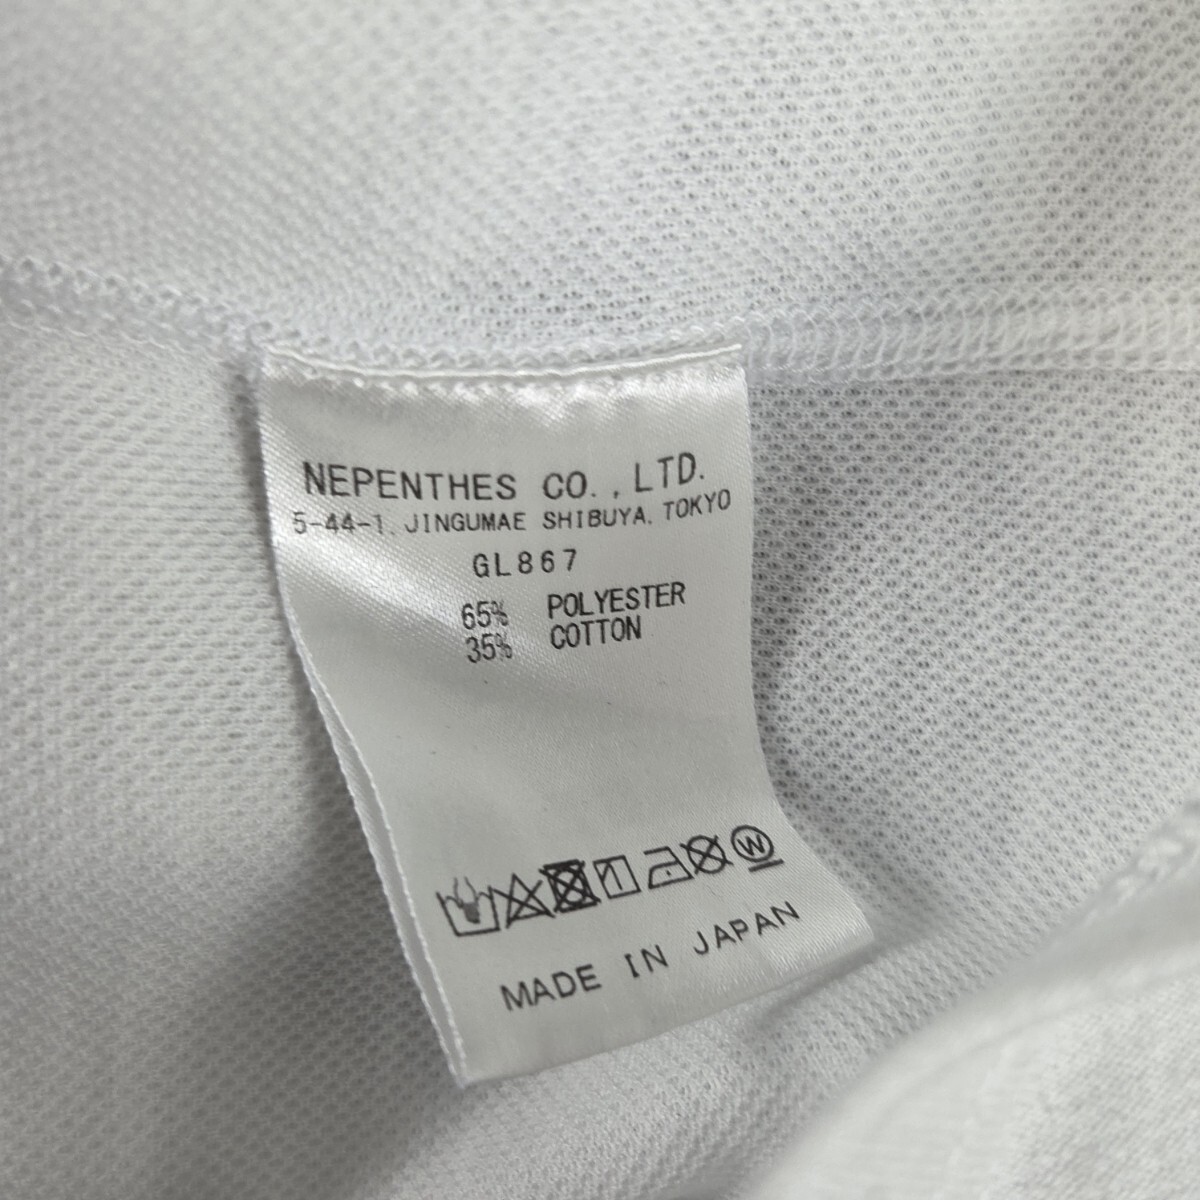 NEPENTHES CO.,LTD.
5-44-1, JINGUMAE SHIBUYA, TOKYO
GL867
65% POLYESTER
35% COTTON
W
MADE IN JAPAN